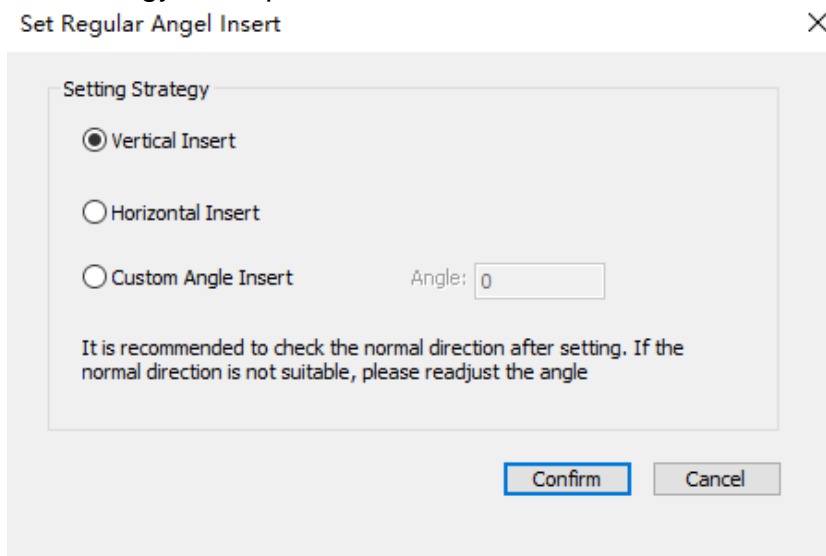 Set Regular Angel Insert
Setting Strategy
Vertical Insert
Horizontal Insert
Custom Angle Insert Angle: 0
It is recommended to check the normal direction after setting. If the
normal direction is not suitable, please readjust the angle
Confirm Cancel